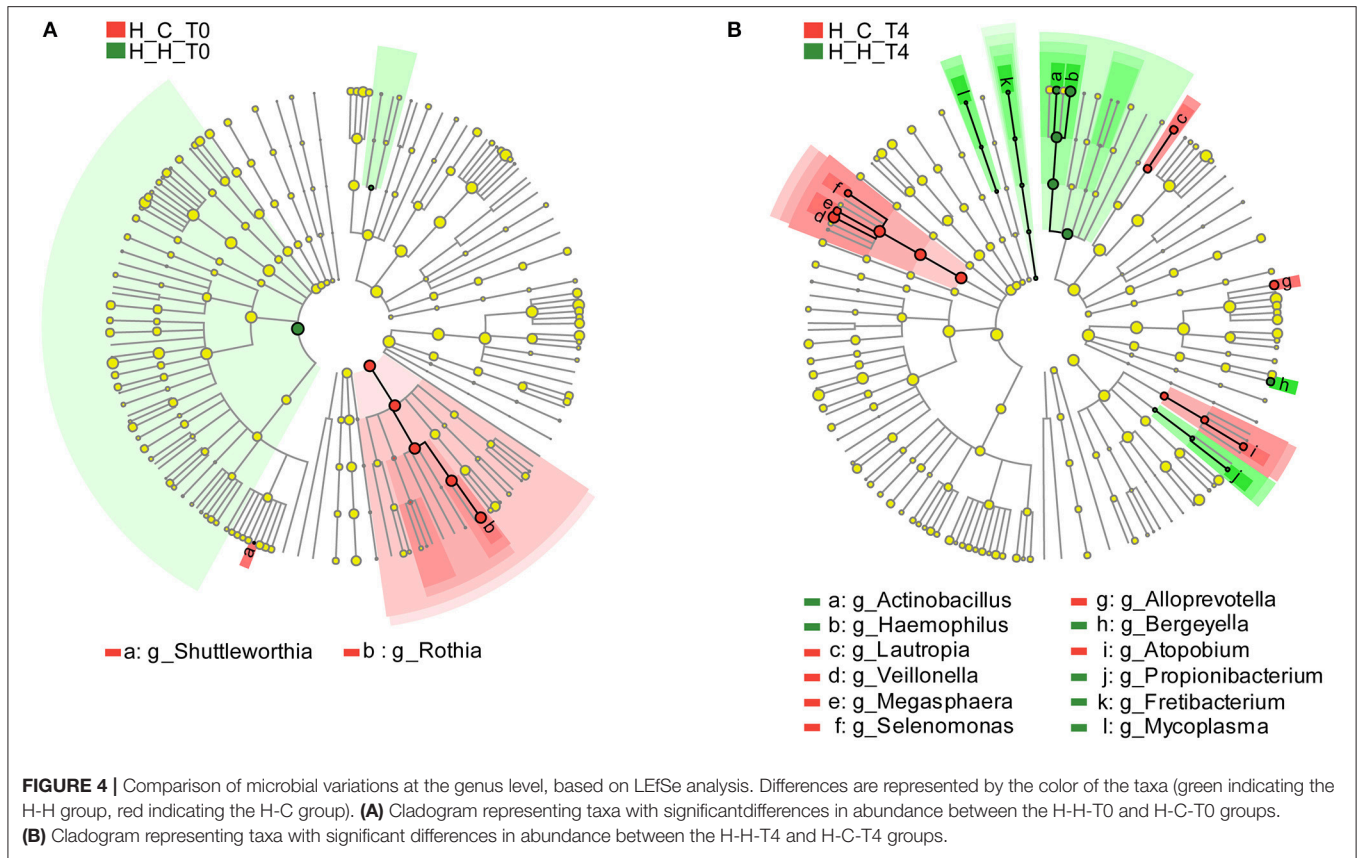 A
H_C_T0
H_H_T0
a
b
a: g_Shuttleworthia
b : g_Rothia
B
H_C_T4
H_H_T4
l
k
a
b
c
f
e
d
g
h
i
j
a: g_Actinobacillus
b: g_Haemophilus
c: g_Lautropia
d: g_Veillonella
e: g_Megasphaera
f: g_Selenomonas
g: g_Alloprevotella
h: g_Bergeyella
i: g_Atopobium
j: g_Propionibacterium
k: g_Fretibacterium
l: g_Mycoplasma
FIGURE 4 | Comparison of microbial variations at the genus level, based on LEfSe analysis. Differences are represented by the color of the taxa (green indicating the
H-H group, red indicating the H-C group). (A) Cladogram representing taxa with significantdifferences in abundance between the H-H-T0 and H-C-T0 groups.
(B) Cladogram representing taxa with significant differences in abundance between the H-H-T4 and H-C-T4 groups.